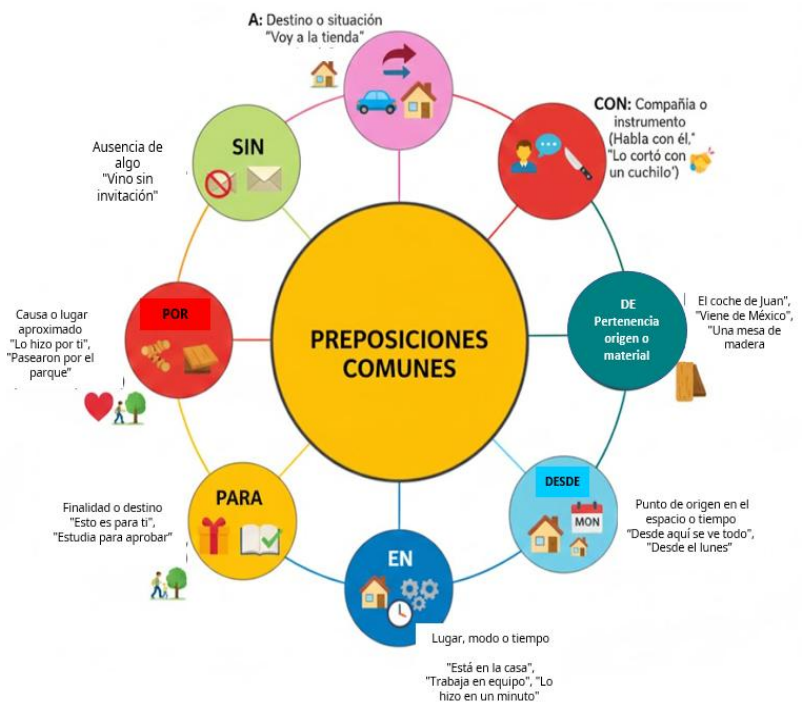 A: Destino o situación
"Voy a la tienda"
CON: Compañia o
instrumento
(Habla con él,"
"Lo cortó con
un cuchilo')
DE
Pertenencia
origen o
material
El coche de Juan",
"Viene de México",
"Una mesa de
madera
DESDE
MON
Punto de origen en el
espacio o tiempo
"Desde aquí se ve todo",
"Desde el lunes"
EN
Lugar, modo o tiempo
"Está en la casa",
"Trabaja en equipo", "Lo
hizo en un minuto"
PARA
Finalidad o destino
"Esto es para ti",
"Estudia para aprobar"
POR
Causa o lugar
aproximado
"Lo hizo por ti",
"Pasearon por el
parque"
SIN
Ausencia de
algo
"Vino sin
invitación"
PREPOSICIONES
COMUNES